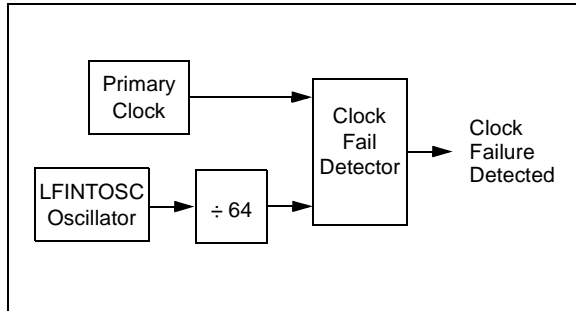 Primary
Clock
Clock
Fail
Detector
Clock
Failure
Detected
LFINTOSC
Oscillator
÷ 64